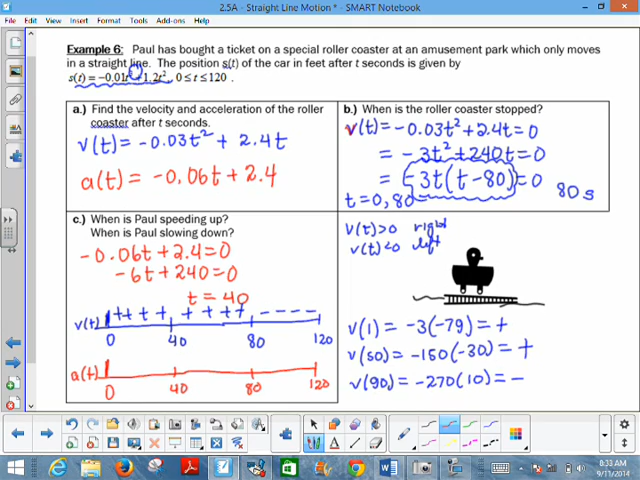 2.5A - Straight Line Motion * - SMART Notebook
File Edit View Insert Format Tools Add-ons Help
Example 6: Paul has bought a ticket on a special roller coaster at an amusement park which only moves
in a straight line. The position s(t) of the car in feet after t seconds is given by
s(t) = -0.01t³ + 1.2t², 0 ≤ t ≤ 120 .
a.) Find the velocity and acceleration of the roller
coaster after t seconds.
v(t) = -0.03t² + 2.4t
a(t) = -0.06t + 2.4
b.) When is the roller coaster stopped?
v(t) = -0.03t² + 2.4t = 0
= -3t² + 240t = 0
= -3t(t - 80) = 0
t = 0, 80
80 s
c.) When is Paul speeding up?
When is Paul slowing down?
-0.06t + 2.4 = 0
-6t + 240 = 0
t = 40
v(t) + + + + + + + + + - - - -
0 40 80 120
a(t)
0 40 80 120
v(t) > 0 right
v(t) < 0 left
v(1) = -3(-79) = +
v(50) = -150(-30) = +
v(90) = -270(10) = -
8:33 AM
9/11/2014